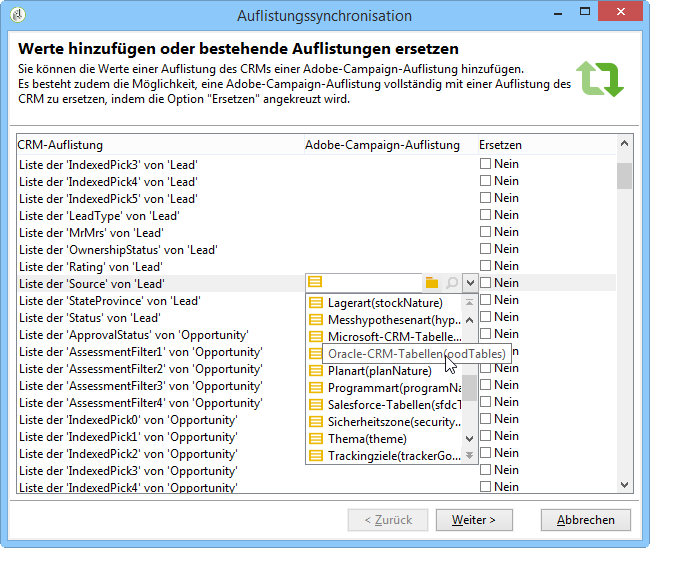 Auflistungssynchronisation
Werte hinzufügen oder bestehende Auflistungen ersetzen
Sie können die Werte einer Auflistung des CRMs einer Adobe-Campaign-Auflistung hinzufügen.
Es besteht zudem die Möglichkeit, eine Adobe-Campaign-Auflistung vollständig mit einer Auflistung des
CRM zu ersetzen, indem die Option "Ersetzen" angekreuzt wird.
CRM-Auflistung Adobe-Campaign-Auflistung Ersetzen
Liste der 'IndexedPick3' von 'Lead' Nein
Liste der 'IndexedPick4' von 'Lead' Nein
Liste der 'IndexedPick5' von 'Lead' Nein
Liste der 'LeadType' von 'Lead' Nein
Liste der 'MrMrs' von 'Lead' Nein
Liste der 'OwnershipStatus' von 'Lead' Nein
Liste der 'Rating' von 'Lead' Nein
Liste der 'Source' von 'Lead' Nein
Liste der 'StateProvince' von 'Lead' Lagerart(stockNature) Nein
Liste der 'Status' von 'Lead' Messhypothesenart(hyp... Nein
Liste der 'ApprovalStatus' von 'Opportunity' Microsoft-CRM-Tabelle... Nein
Liste der 'AssessmentFilter1' von 'Opportunity' Oracle-CRM-Tabellen(oodTables) Nein
Liste der 'AssessmentFilter2' von 'Opportunity' Planart(planNature) Nein
Liste der 'AssessmentFilter3' von 'Opportunity' Programmart(programNa Nein
Liste der 'AssessmentFilter4' von 'Opportunity' Salesforce-Tabellen(sfdcT Nein
Liste der 'IndexedPick0' von 'Opportunity' Sicherheitszone(security... Nein
Liste der 'IndexedPick1' von 'Opportunity' Thema(theme) Nein
Liste der 'IndexedPick2' von 'Opportunity' Trackingziele(trackerGo... Nein
Liste der 'IndexedPick3' von 'Opportunity' Nein
Liste der 'IndexedPick4' von 'Opportunity' Nein
< Zurück Weiter > Abbrechen